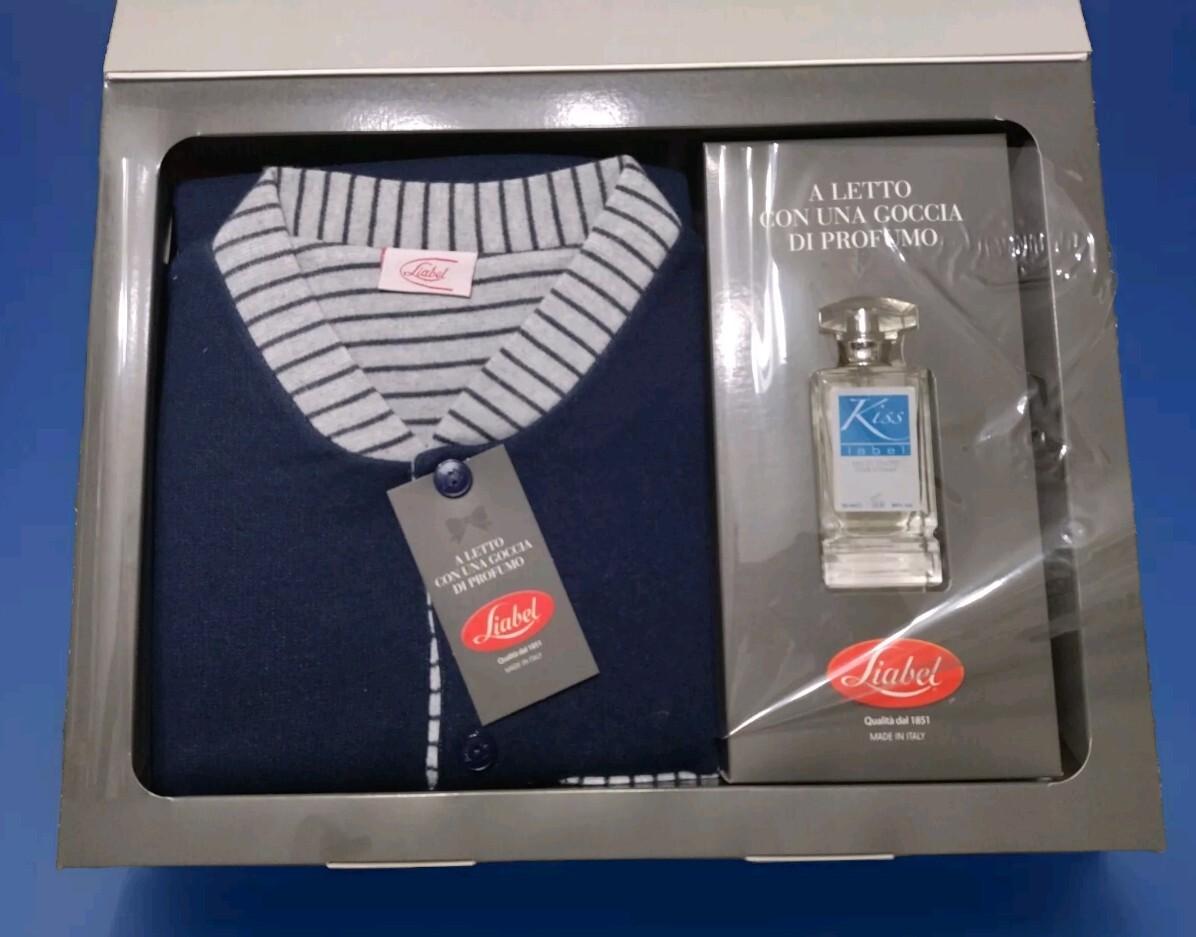 Liabel
A LETTO
CON UNA GOCCIA
DI PROFUMO
Liabel
Qualità dal 1851
MADE IN ITALY
A LETTO
CON UNA GOCCIA
DI PROFUMO
Kiss
label
Liabel
Qualità dal 1851
MADE IN ITALY